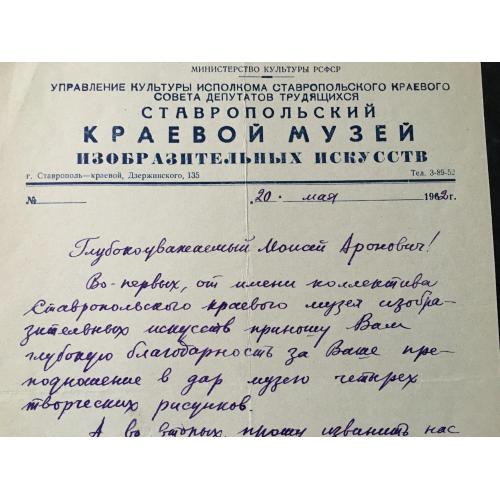 МИНИСТЕРСТВО КУЛЬТУРЫ РСФСР
УПРАВЛЕНИЕ КУЛЬТУРЫ ИСПОЛКОМА СТАВРОПОЛЬСКОГО КРАЕВОГО
СОВЕТА ДЕПУТАТОВ ТРУДЯЩИХСЯ
СТАВРОПОЛЬСКИЙ
КРАЕВОЙ МУЗЕЙ
ИЗОБРАЗИТЕЛЬНЫХ ИСКУССТВ
г. Ставрополь—краевой, Дзержинского, 135 Тел. 3-89-52
№ „20. мая 1962г.
Глубокоуважаемый Моисей Аронович!
Во-первых, от имени коллектива
Ставропольского краевого музея изобра-
зительных искусств приношу Вам
глубокую благодарность за Ваше пре-
подношение в дар музею четырех
творческих рисунков.
А во вторых, прошу извинить нас